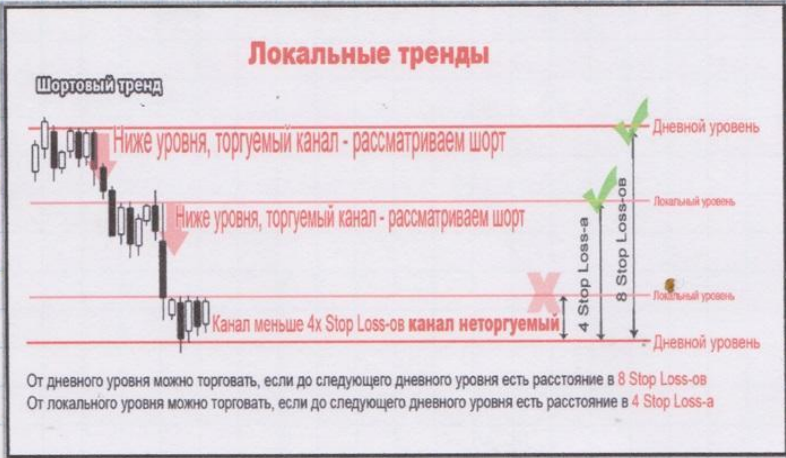 Локальные тренды
Шортовый тренд
Дневной уровень
Ниже уровня, торгуемый канал - рассматриваем шорт
Локальный уровень
Ниже уровня, торгуемый канал - рассматриваем шорт
4 Stop Loss-а
8 Stop Loss-ов
X
Локальный уровень
Канал меньше 4х Stop Loss-ов канал неторгуемый
Дневной уровень
От дневного уровня можно торговать, если до следующего дневного уровня есть расстояние в 8 Stop Loss-ов
От локального уровня можно торговать, если до следующего дневного уровня есть расстояние в 4 Stop Loss-а